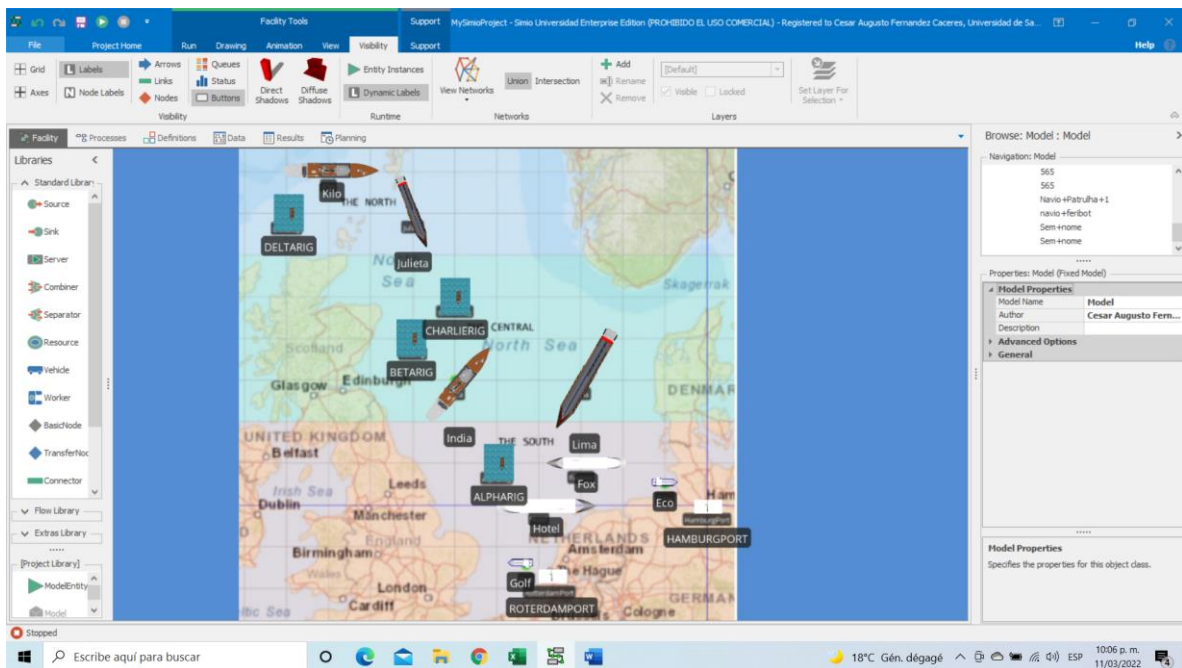 Facility Tools
Support
MySimioProject - Simio Universidad Enterprise Edition (PROHIBIDO EL USO COMERCIAL) - Registered to Cesar Augusto Fernandez Caceres, Universidad de Sa...
File
Project Home
Run
Drawing
Animation
View
Visibility
Support
Help
Grid
Labels
Arrows
Queues
Entity Instances
Add
[Default]
Links
Status
Union
Intersection
Rename
Axes
Node Labels
Nodes
Buttons
Direct Shadows
Diffuse Shadows
Dynamic Labels
View Networks
Remove
Visible
Locked
Set Layer For Selection
Visibility
Runtime
Networks
Layers
Facility
Processes
Definitions
Data
Results
Planning
Libraries
Standard Library
Source
Sink
Server
Combiner
Separator
Resource
Vehicle
Worker
BasicNode
TransferNoc
Connector
Flow Library
Extras Library
[Project Library]
ModelEntity
Model
Kilo
THE NORTH
DELTARIG
Julieta
North
Sea
Skagerrak
CHARLIERIG
CENTRAL
North Sea
Scotland
BETARIG
Glasgow
Edinburgh
DENMAR
UNITED KINGDOM
India
THE SOUTH
Lima
Belfast
Irish Sea
Leeds
ALPHARIG
Fox
Eco
Ham
Dublin
Manchester
HamburgPort
England
Hotel
NETHERLANDS
HAMBURGPORT
Birmingham
Amsterdam
Wales
Golf
The Hague
London
RotterdamPort
GERMAN
Cardiff
ltic Sea
ROTERDAMPORT
Brussels
Cologne
Browse: Model : Model
Navigation: Model
565
565
Navio+Patrulha+1
navio+feribot
Sem+nome
Sem+nome
Properties: Model (Fixed Model)
Model Properties
Model Name
Model
Author
Cesar Augusto Fern...
Description
Advanced Options
General
Model Properties
Specifies the properties for this object class.
Stopped
Escribe aquí para buscar
18°C Gén. dégagé
ESP
10:06 p. m.
11/03/2022